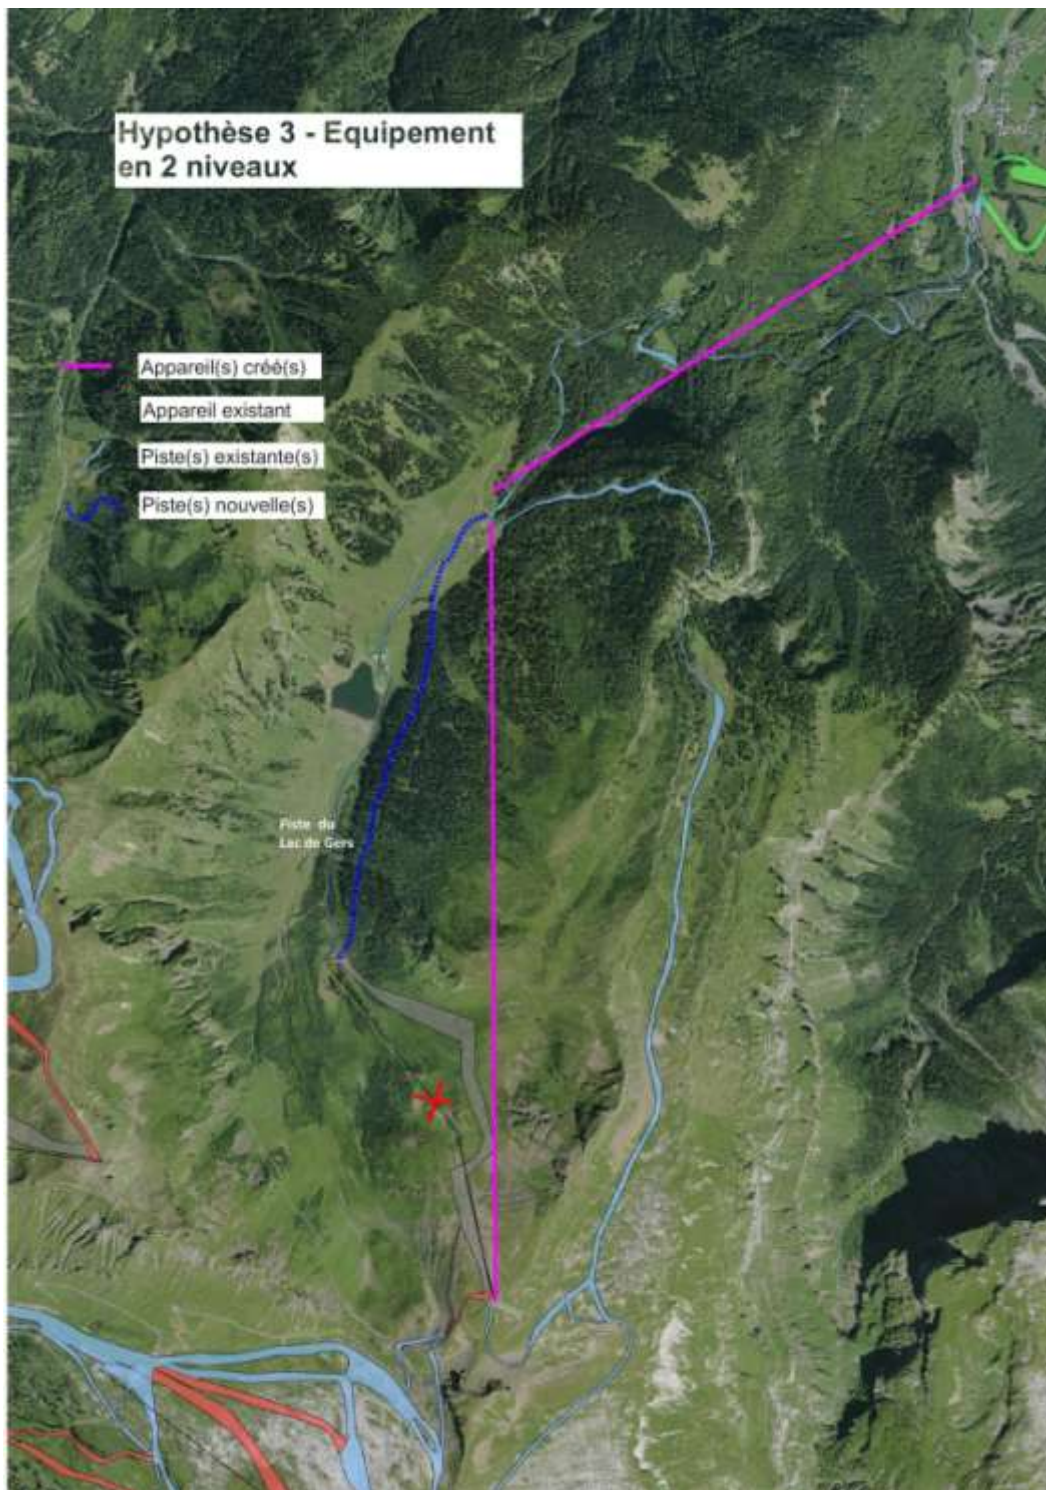 Hypothèse 3 - Equipement
en 2 niveaux
Appareil(s) créé(s)
Appareil existant
Piste(s) existante(s)
Piste(s) nouvelle(s)
Piste du
Lac de Gers